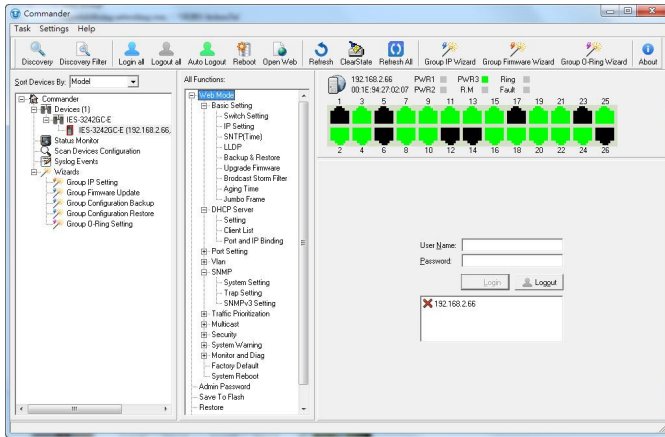 Commander
Task Settings Help
Discovery Discovery Filter Login all Logout all Auto Logout Reboot Open Web Refresh ClearState Refresh All Group IP Wizard Group Firmware Wizard Group O-Ring Wizard About
Sort Devices By: Model
Commander
Devices (1)
IES-3242GC-E
IES-3242GC-E (192.168.2.66,
Status Monitor
Scan Devices Configuration
Syslog Events
Wizards
Group IP Setting
Group Firmware Update
Group Configuration Backup
Group Configuration Restore
Group O-Ring Setting
All Functions:
Web Mode
Basic Setting
Switch Setting
IP Setting
SNTP(Time)
LLDP
Backup & Restore
Upgrade Firmware
Brodcast Storm Filter
Aging Time
Jumbo Frame
DHCP Server
Setting
Client List
Port and IP Binding
Port Setting
Vlan
SNMP
System Setting
Trap Setting
SNMPv3 Setting
Traffic Prioritization
Multicast
Security
System Warning
Monitor and Diag
Factory Default
System Reboot
Admin Password
Save To Flash
Restore
192.168.2.66 PWR1 PWR3 Ring
00:1E:94:27:02:07 PWR2 R.M Fault
1 3 5 7 9 11 13 15 17 19 21 23 25
2 4 6 8 10 12 14 16 18 20 22 24 26
User Name:
Password:
Login Logout
192.168.2.66